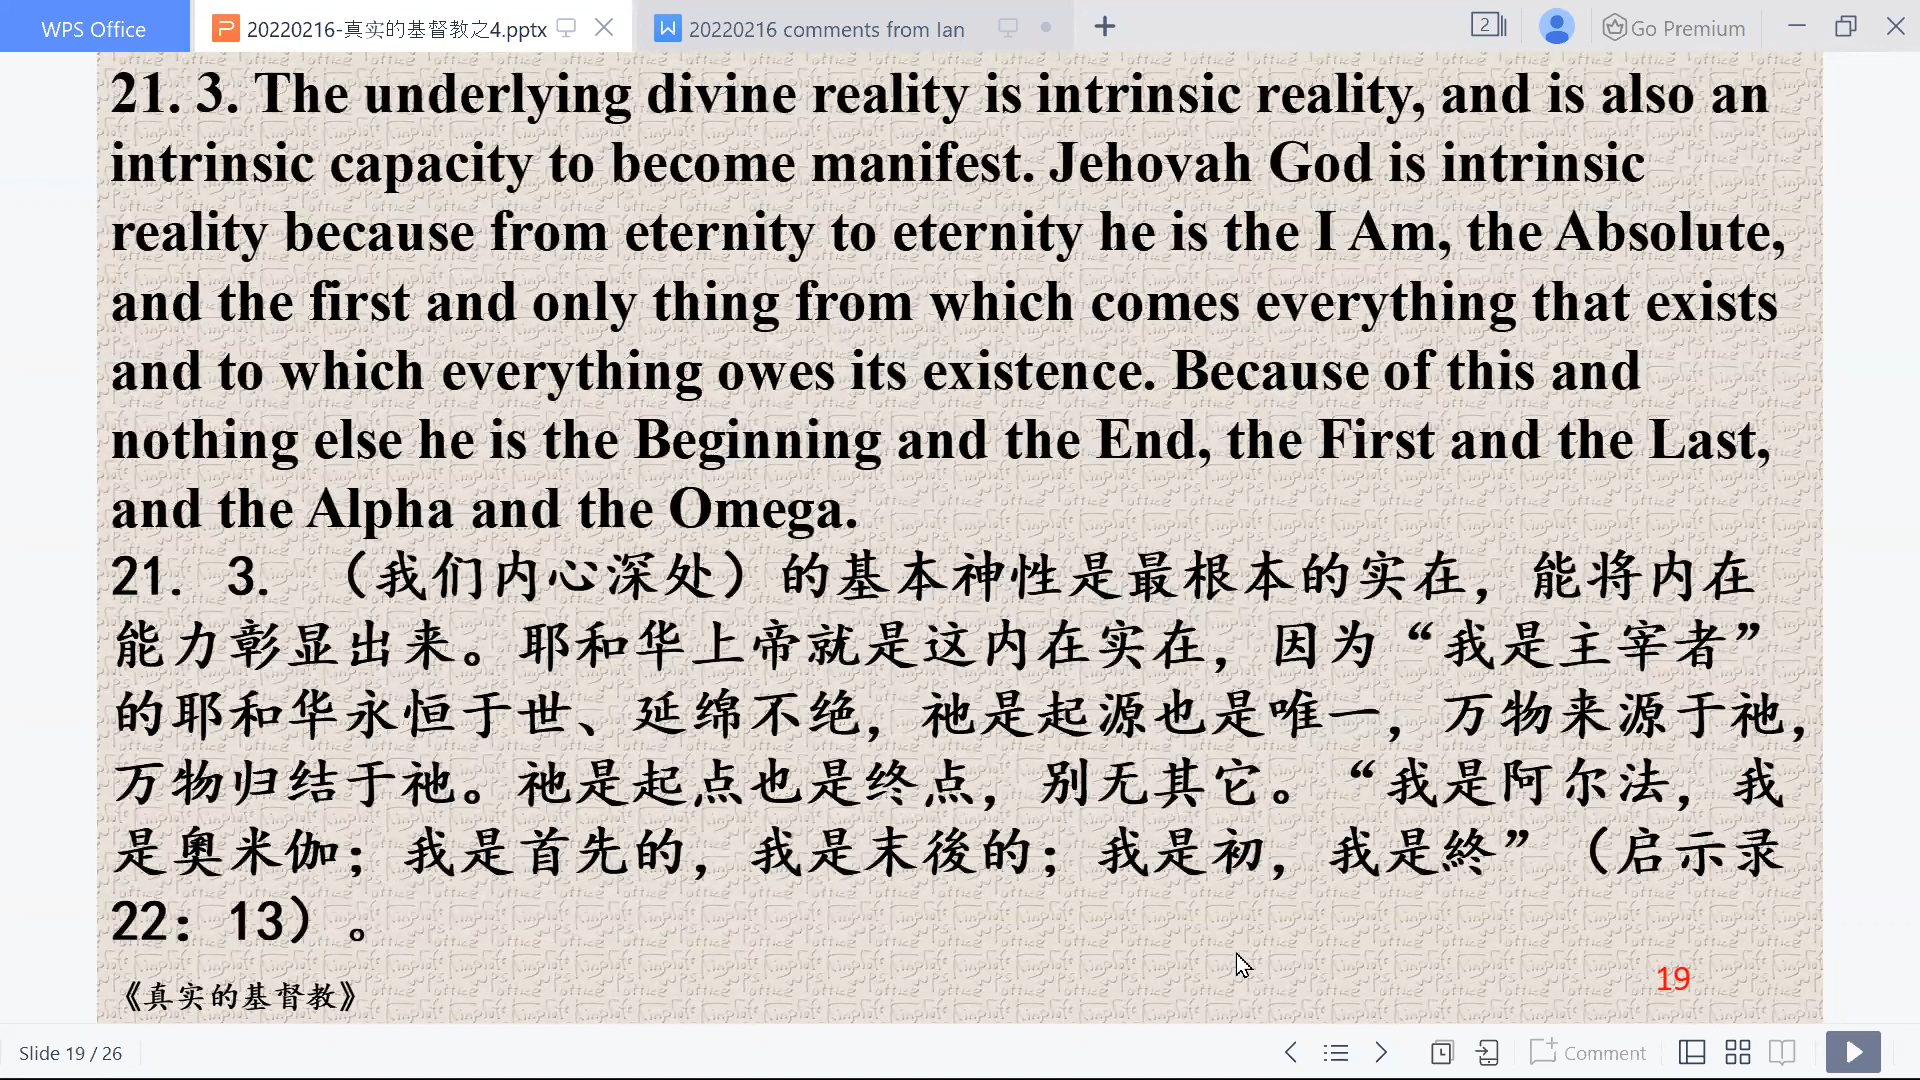 WPS Office
20220216-真实的基督教之4.pptx
20220216 comments from Ian
2
Go Premium
21. 3. The underlying divine reality is intrinsic reality, and is also an
intrinsic capacity to become manifest. Jehovah God is intrinsic
reality because from eternity to eternity he is the I Am, the Absolute,
and the first and only thing from which comes everything that exists
and to which everything owes its existence. Because of this and
nothing else he is the Beginning and the End, the First and the Last,
and the Alpha and the Omega.
21. 3. （我们内心深处）的基本神性是最根本的实在，能将内在
能力彰显出来。耶和华上帝就是这内在实在，因为“我是主宰者”
的耶和华永恒于世、延绵不绝，祂是起源也是唯一，万物来源于祂，
万物归结于祂。祂是起点也是终点，别无其它。“我是阿尔法，我
是奥米伽；我是首先的，我是末後的；我是初，我是終”（启示录
22：13）。
《真实的基督教》
19
Slide 19 / 26
Comment